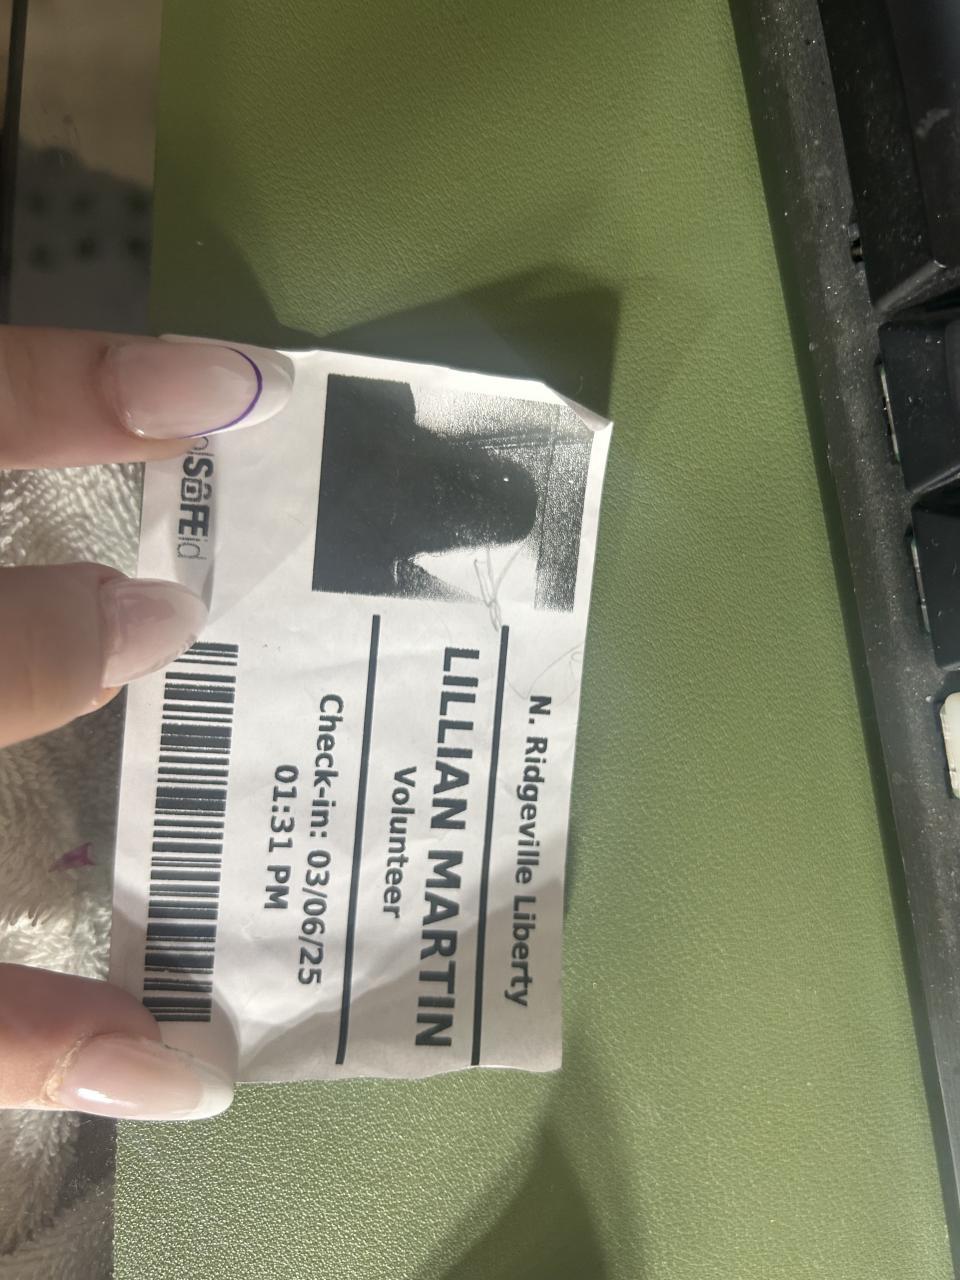 N. Ridgeville Liberty
LILLIAN MARTIN
Volunteer
Check-in: 03/06/25
01:31 PM